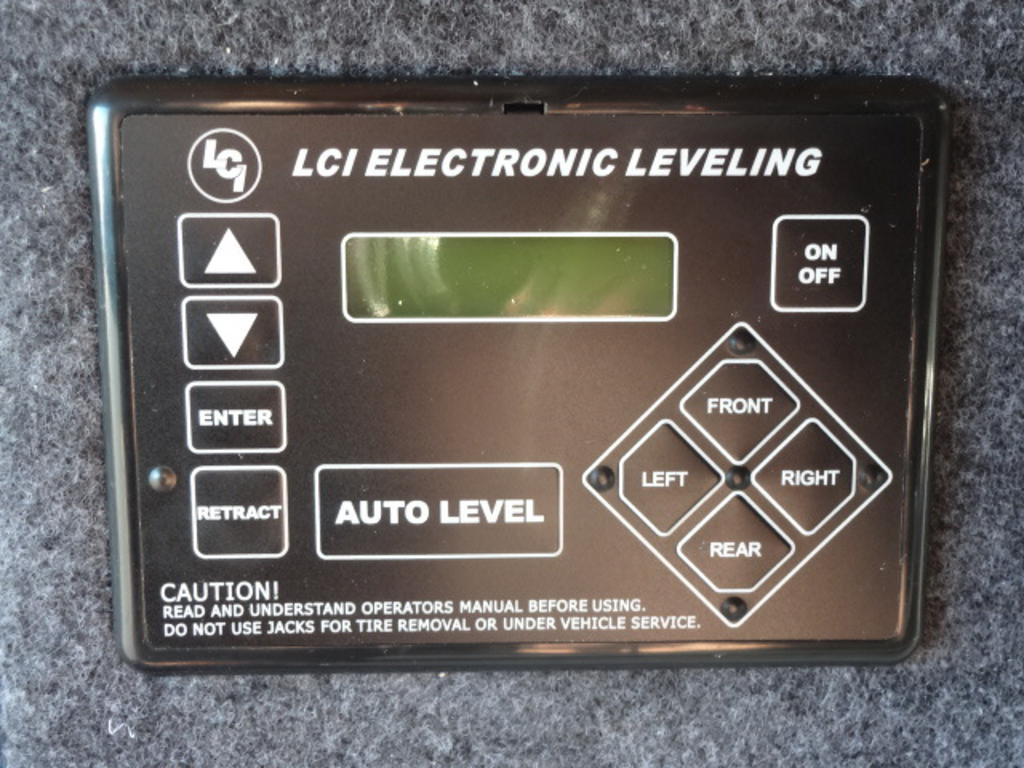 LCI LCI ELECTRONIC LEVELING
ON
OFF
ENTER
FRONT
LEFT
RIGHT
RETRACT
AUTO LEVEL
REAR
CAUTION!
READ AND UNDERSTAND OPERATORS MANUAL BEFORE USING.
DO NOT USE JACKS FOR TIRE REMOVAL OR UNDER VEHICLE SERVICE.